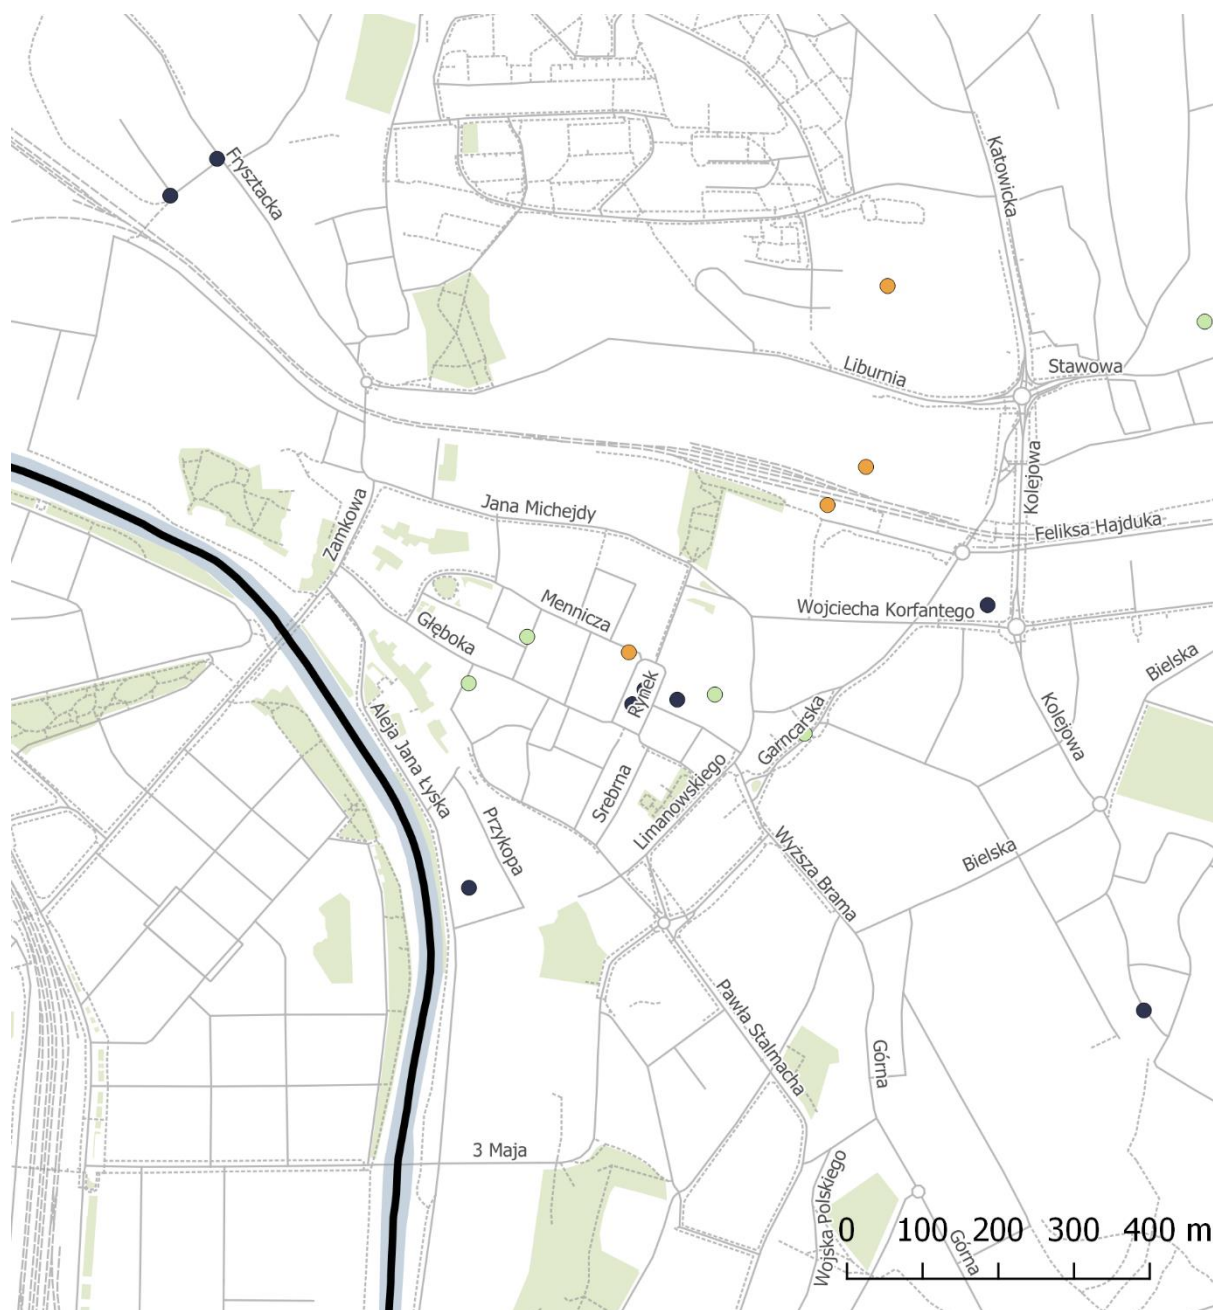 Frysztacka
Katowicka
Liburnia
Stawowa
Kolejowa
Zamkowa
Jana Michejdy
Feliksa Hajduka
Mennicza
Wojciecha Korfantego
Głęboka
Bielska
Rynek
Aleja Jana Łyska
Garncarska
Kolejowa
Srebrna
Limanowskiego
Przykopa
Wyższa Brama
Bielska
Pawła Stalmacha
Górna
3 Maja
Wojska Polskiego
Górna
0 100 200 300 400 m